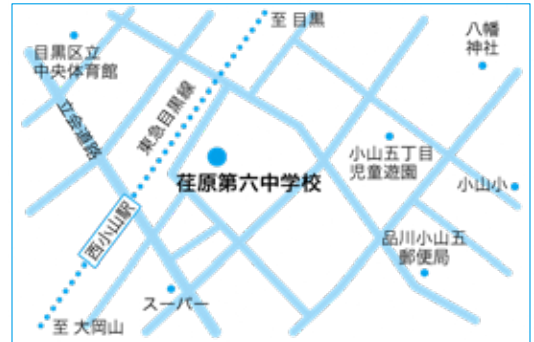 至 目黒
八幡
神社
目黒区立
中央体育館
東急目黒線
立会道路
小山五丁目
児童遊園
荏原第六中学校
小山小
西小山駅
品川小山五
郵便局
スーパー
至 大岡山